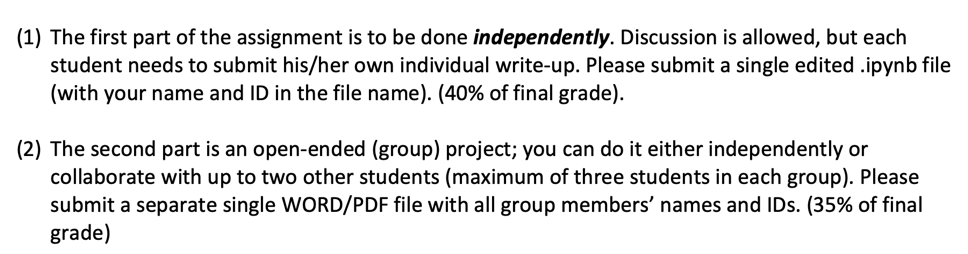 (1) The first part of the assignment is to be done independently. Discussion is allowed, but each
student needs to submit his/her own individual write-up. Please submit a single edited .ipynb file
(with your name and ID in the file name). (40% of final grade).
(2) The second part is an open-ended (group) project; you can do it either independently or
collaborate with up to two other students (maximum of three students in each group). Please
submit a separate single WORD/PDF file with all group members’ names and IDs. (35% of final
grade)